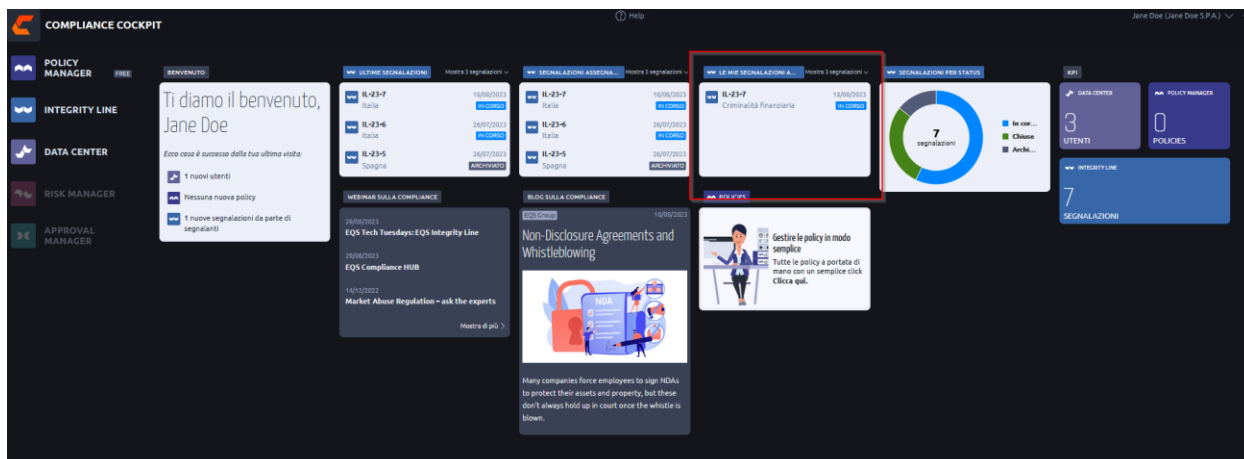 COMPLIANCE COCKPIT
Help
Jane Doe (Jane Doe S.P.A.)
POLICY
MANAGER FREE
INTEGRITY LINE
DATA CENTER
RISK MANAGER
APPROVAL
MANAGER
BENVENUTO
Ti diamo il benvenuto,
Jane Doe
Ecco cosa è successo dalla tua ultima visita:
1 nuovi utenti
Nessuna nuova policy
1 nuove segnalazioni da parte di
segnalanti
ULTIME SEGNALAZIONI Mostra 3 segnalazioni
IL-23-7 18/08/2023
Italia IN CORSO
IL-23-6 26/07/2023
Italia IN CORSO
IL-23-5 26/07/2023
Spagna ARCHIVIATO
SEGNALAZIONI ASSEGNA... Mostra 3 segnalazioni
IL-23-7 18/08/2023
Italia IN CORSO
IL-23-6 26/07/2023
Italia IN CORSO
IL-23-5 26/07/2023
Spagna ARCHIVIATO
LE MIE SEGNALAZIONI A... Mostra 3 segnalazioni
IL-23-7 18/08/2023
Criminalità finanziaria IN CORSO
SEGNALAZIONI PER STATUS
7
segnalazioni
In cor...
Chiuse
Archi...
KPI
DATA CENTER
3
UTENTI
POLICY MANAGER
0
POLICIES
INTEGRITY LINE
7
SEGNALAZIONI
WEBINAR SULLA COMPLIANCE
29/08/2023
EQS Tech Tuesdays: EQS Integrity Line
29/08/2023
EQS Compliance HUB
14/12/2022
Market Abuse Regulation – ask the experts
Mostra di più
BLOG SULLA COMPLIANCE
EQS Group 10/08/2023
Non-Disclosure Agreements and
Whistleblowing
NDA
Many companies force employees to sign NDAs
to protect their assets and property, but these
don't always hold up in court once the whistle is
blown.
POLICIES
Gestire le policy in modo
semplice
Tutte le policy a portata di
mano con un semplice click
Clicca qui.